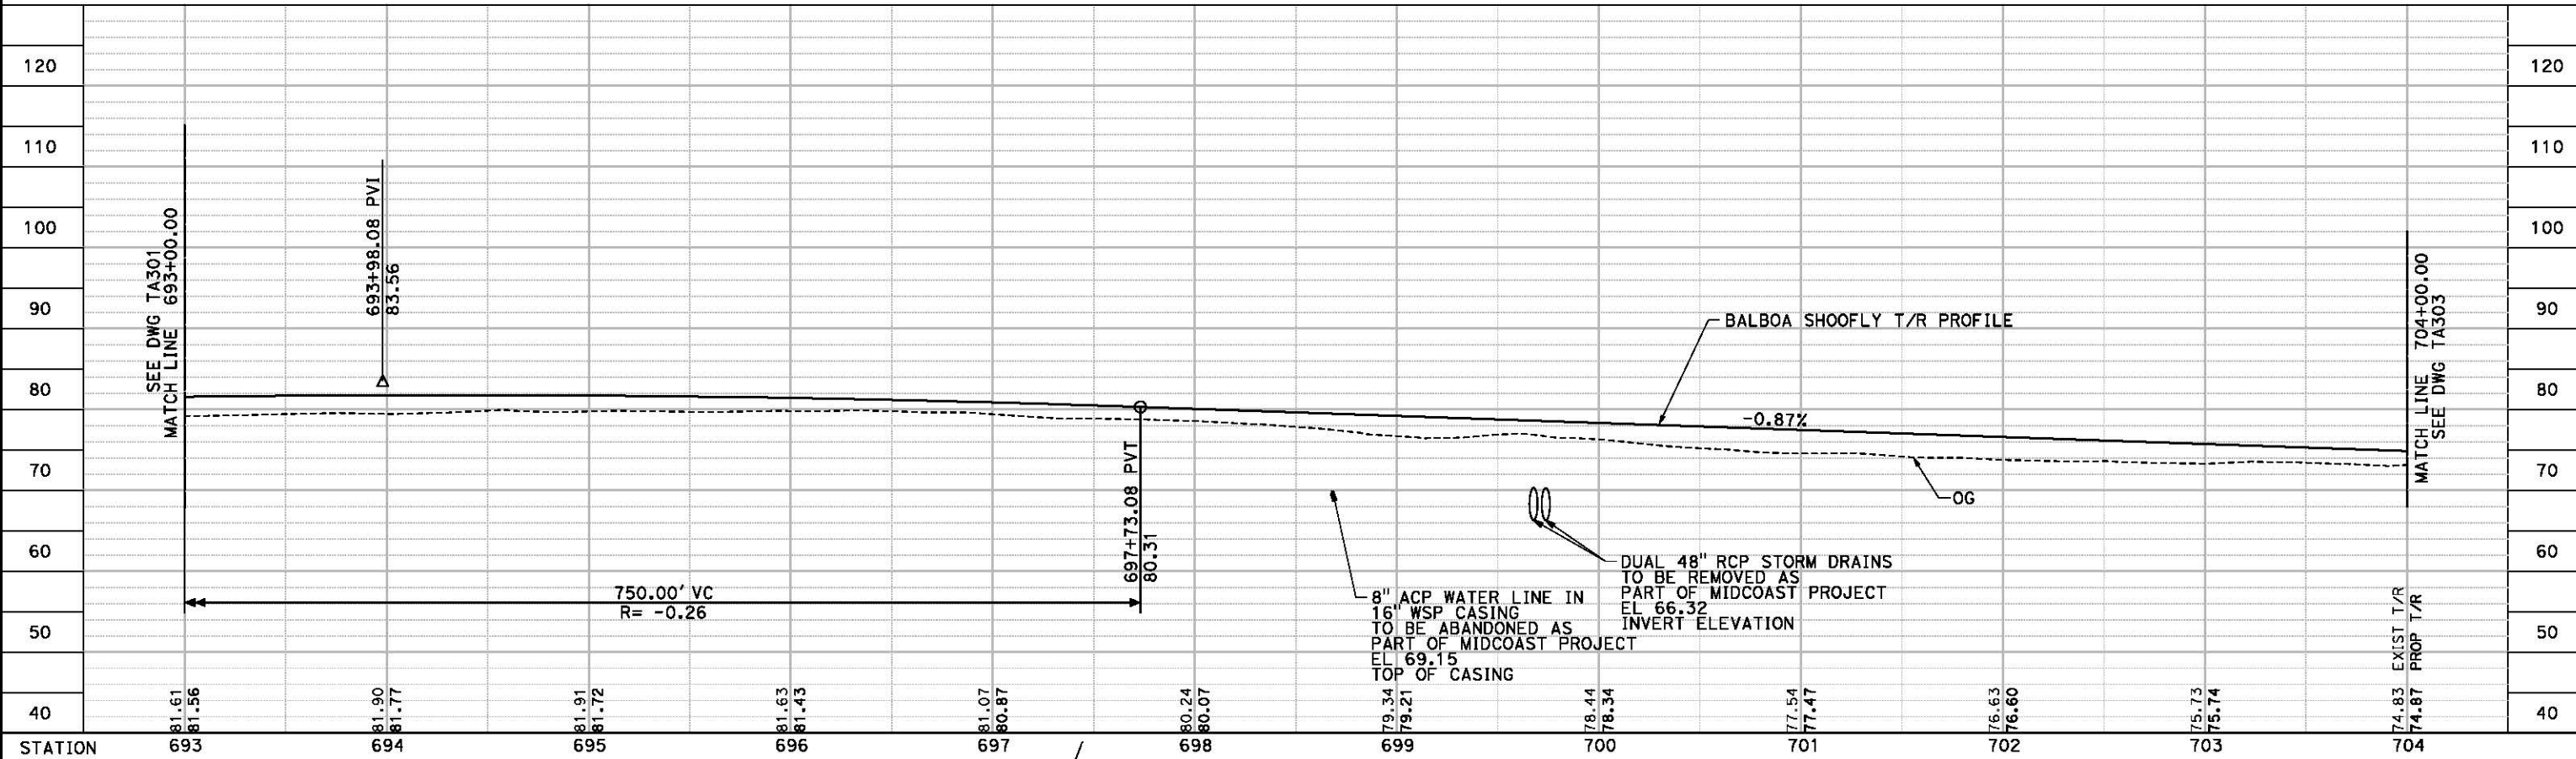 120
110
100
90
80
70
60
50
40
STATION
SEE DWG TA301
MATCH LINE 693+00.00
693+98.08 PVI
83.56
697+73.08 PVT
80.31
750.00' VC
R= -0.26
BALBOA SHOOFLY T/R PROFILE
-0.87%
OG
8" ACP WATER LINE IN
16" WSP CASING
TO BE ABANDONED AS
PART OF MIDCOAST PROJECT
EL 69.15
TOP OF CASING
DUAL 48" RCP STORM DRAINS
TO BE REMOVED AS
PART OF MIDCOAST PROJECT
EL 66.32
INVERT ELEVATION
MATCH LINE 704+00.00
SEE DWG TA303
EXIST T/R
PROP T/R
81.61
81.56
81.90
81.77
81.91
81.72
81.63
81.43
81.07
80.87
80.24
80.07
79.34
79.21
78.44
78.34
77.54
77.47
76.63
76.60
75.73
75.74
74.83
74.87
693
694
695
696
697
698
699
700
701
702
703
704
120
110
100
90
80
70
60
50
40